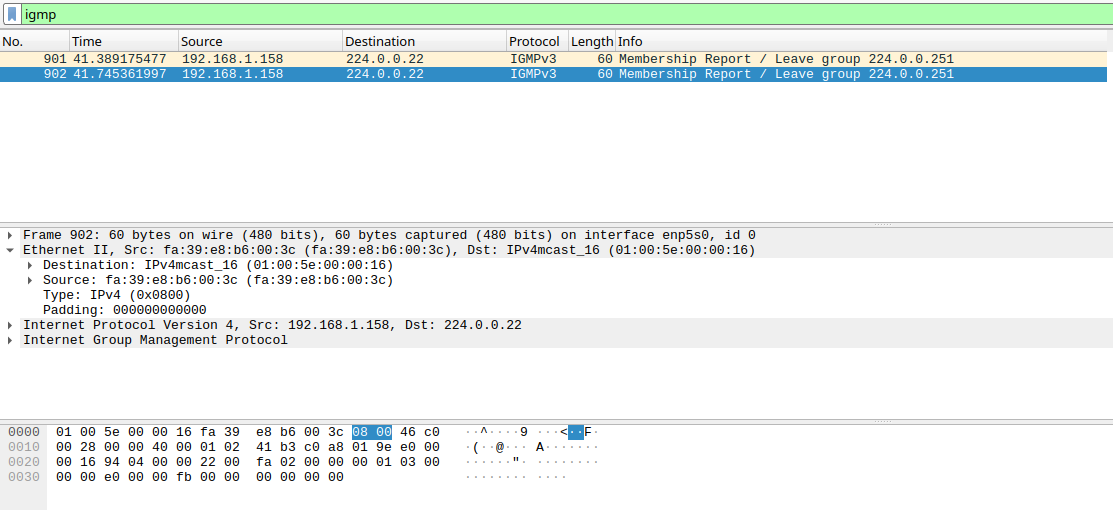 igmp
No. Time Source Destination Protocol Length Info
901 41.389175477 192.168.1.158 224.0.0.22 IGMPv3 60 Membership Report / Leave group 224.0.0.251
902 41.745361997 192.168.1.158 224.0.0.22 IGMPv3 60 Membership Report / Leave group 224.0.0.251
Frame 902: 60 bytes on wire (480 bits), 60 bytes captured (480 bits) on interface enp5s0, id 0
Ethernet II, Src: fa:39:e8:b6:00:3c (fa:39:e8:b6:00:3c), Dst: IPv4mcast_16 (01:00:5e:00:00:16)
Destination: IPv4mcast_16 (01:00:5e:00:00:16)
Source: fa:39:e8:b6:00:3c (fa:39:e8:b6:00:3c)
Type: IPv4 (0x0800)
Padding: 000000000000
Internet Protocol Version 4, Src: 192.168.1.158, Dst: 224.0.0.22
Internet Group Management Protocol
0000 01 00 5e 00 00 16 fa 39 e8 b6 00 3c 08 00 46 c0 ··^····9 ···<··F·
0010 00 28 00 00 40 00 01 02 41 b3 c0 a8 01 9e e0 00 ·(··@··· A·······
0020 00 16 94 04 00 00 22 00 fa 02 00 00 00 01 03 00 ······"· ········
0030 00 00 e0 00 00 fb 00 00 00 00 00 00 ········ ····